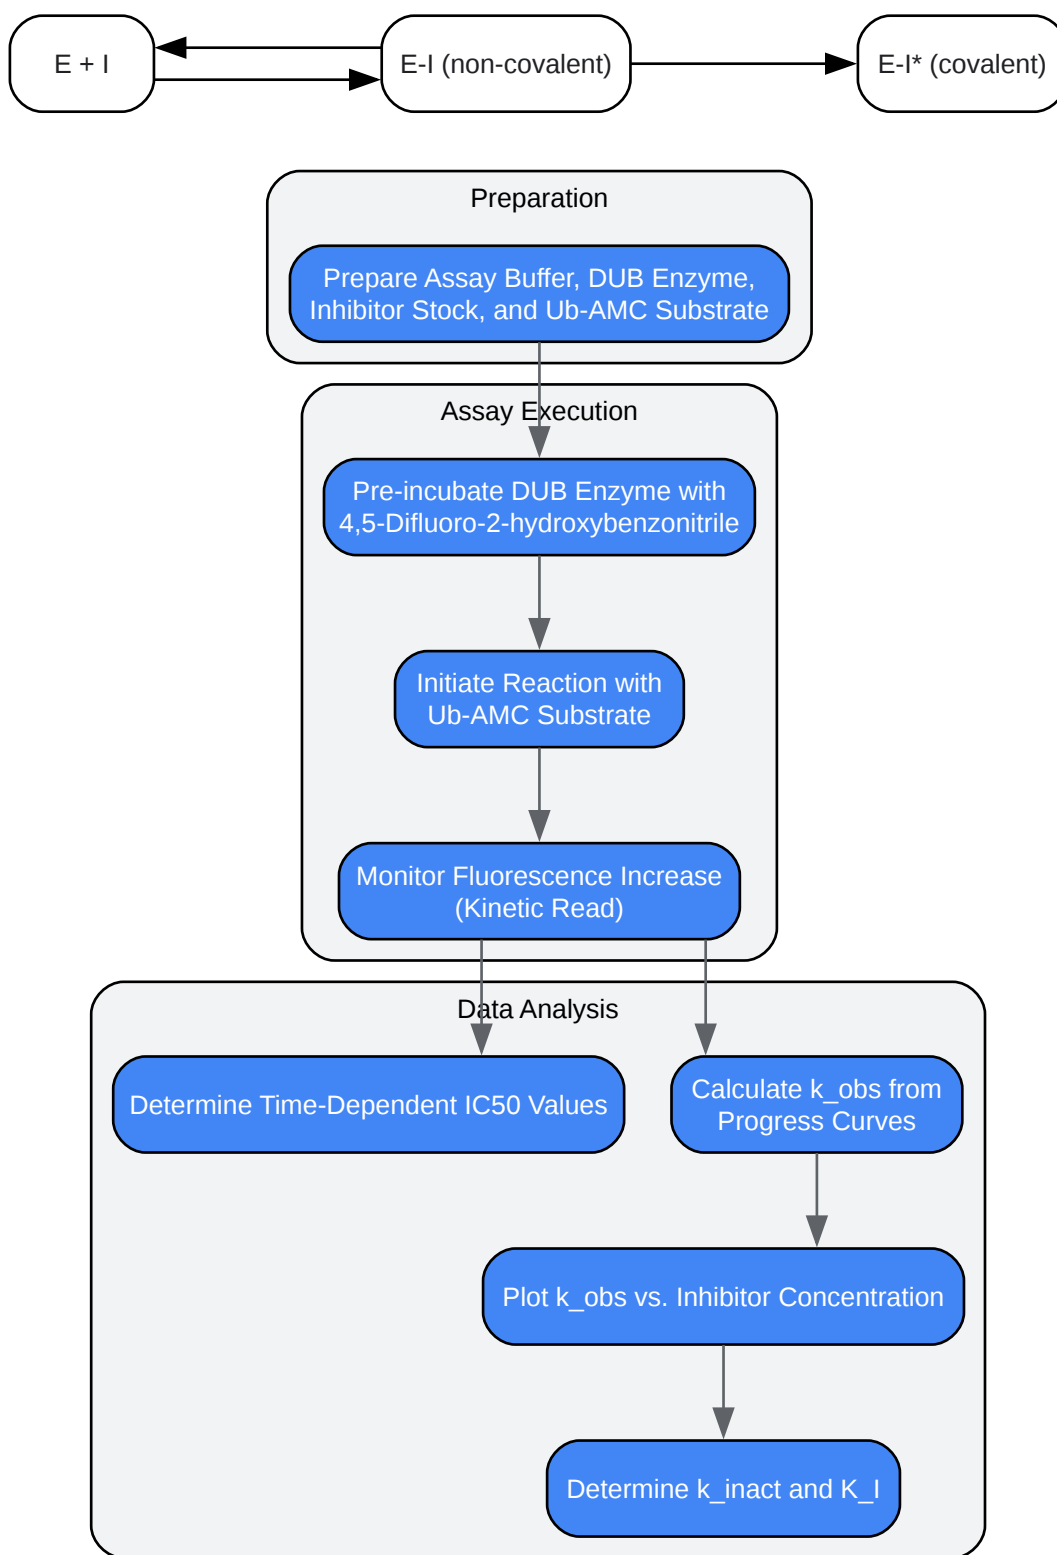 E + I
E-I (non-covalent)
E-I* (covalent)
Preparation
Prepare Assay Buffer, DUB Enzyme,
Inhibitor Stock, and Ub-AMC Substrate
Assay Execution
Pre-incubate DUB Enzyme with
4,5-Difluoro-2-hydroxybenzonitrile
Initiate Reaction with
Ub-AMC Substrate
Monitor Fluorescence Increase
(Kinetic Read)
Data Analysis
Determine Time-Dependent IC50 Values
Calculate k_obs from
Progress Curves
Plot k_obs vs. Inhibitor Concentration
Determine k_inact and K_I